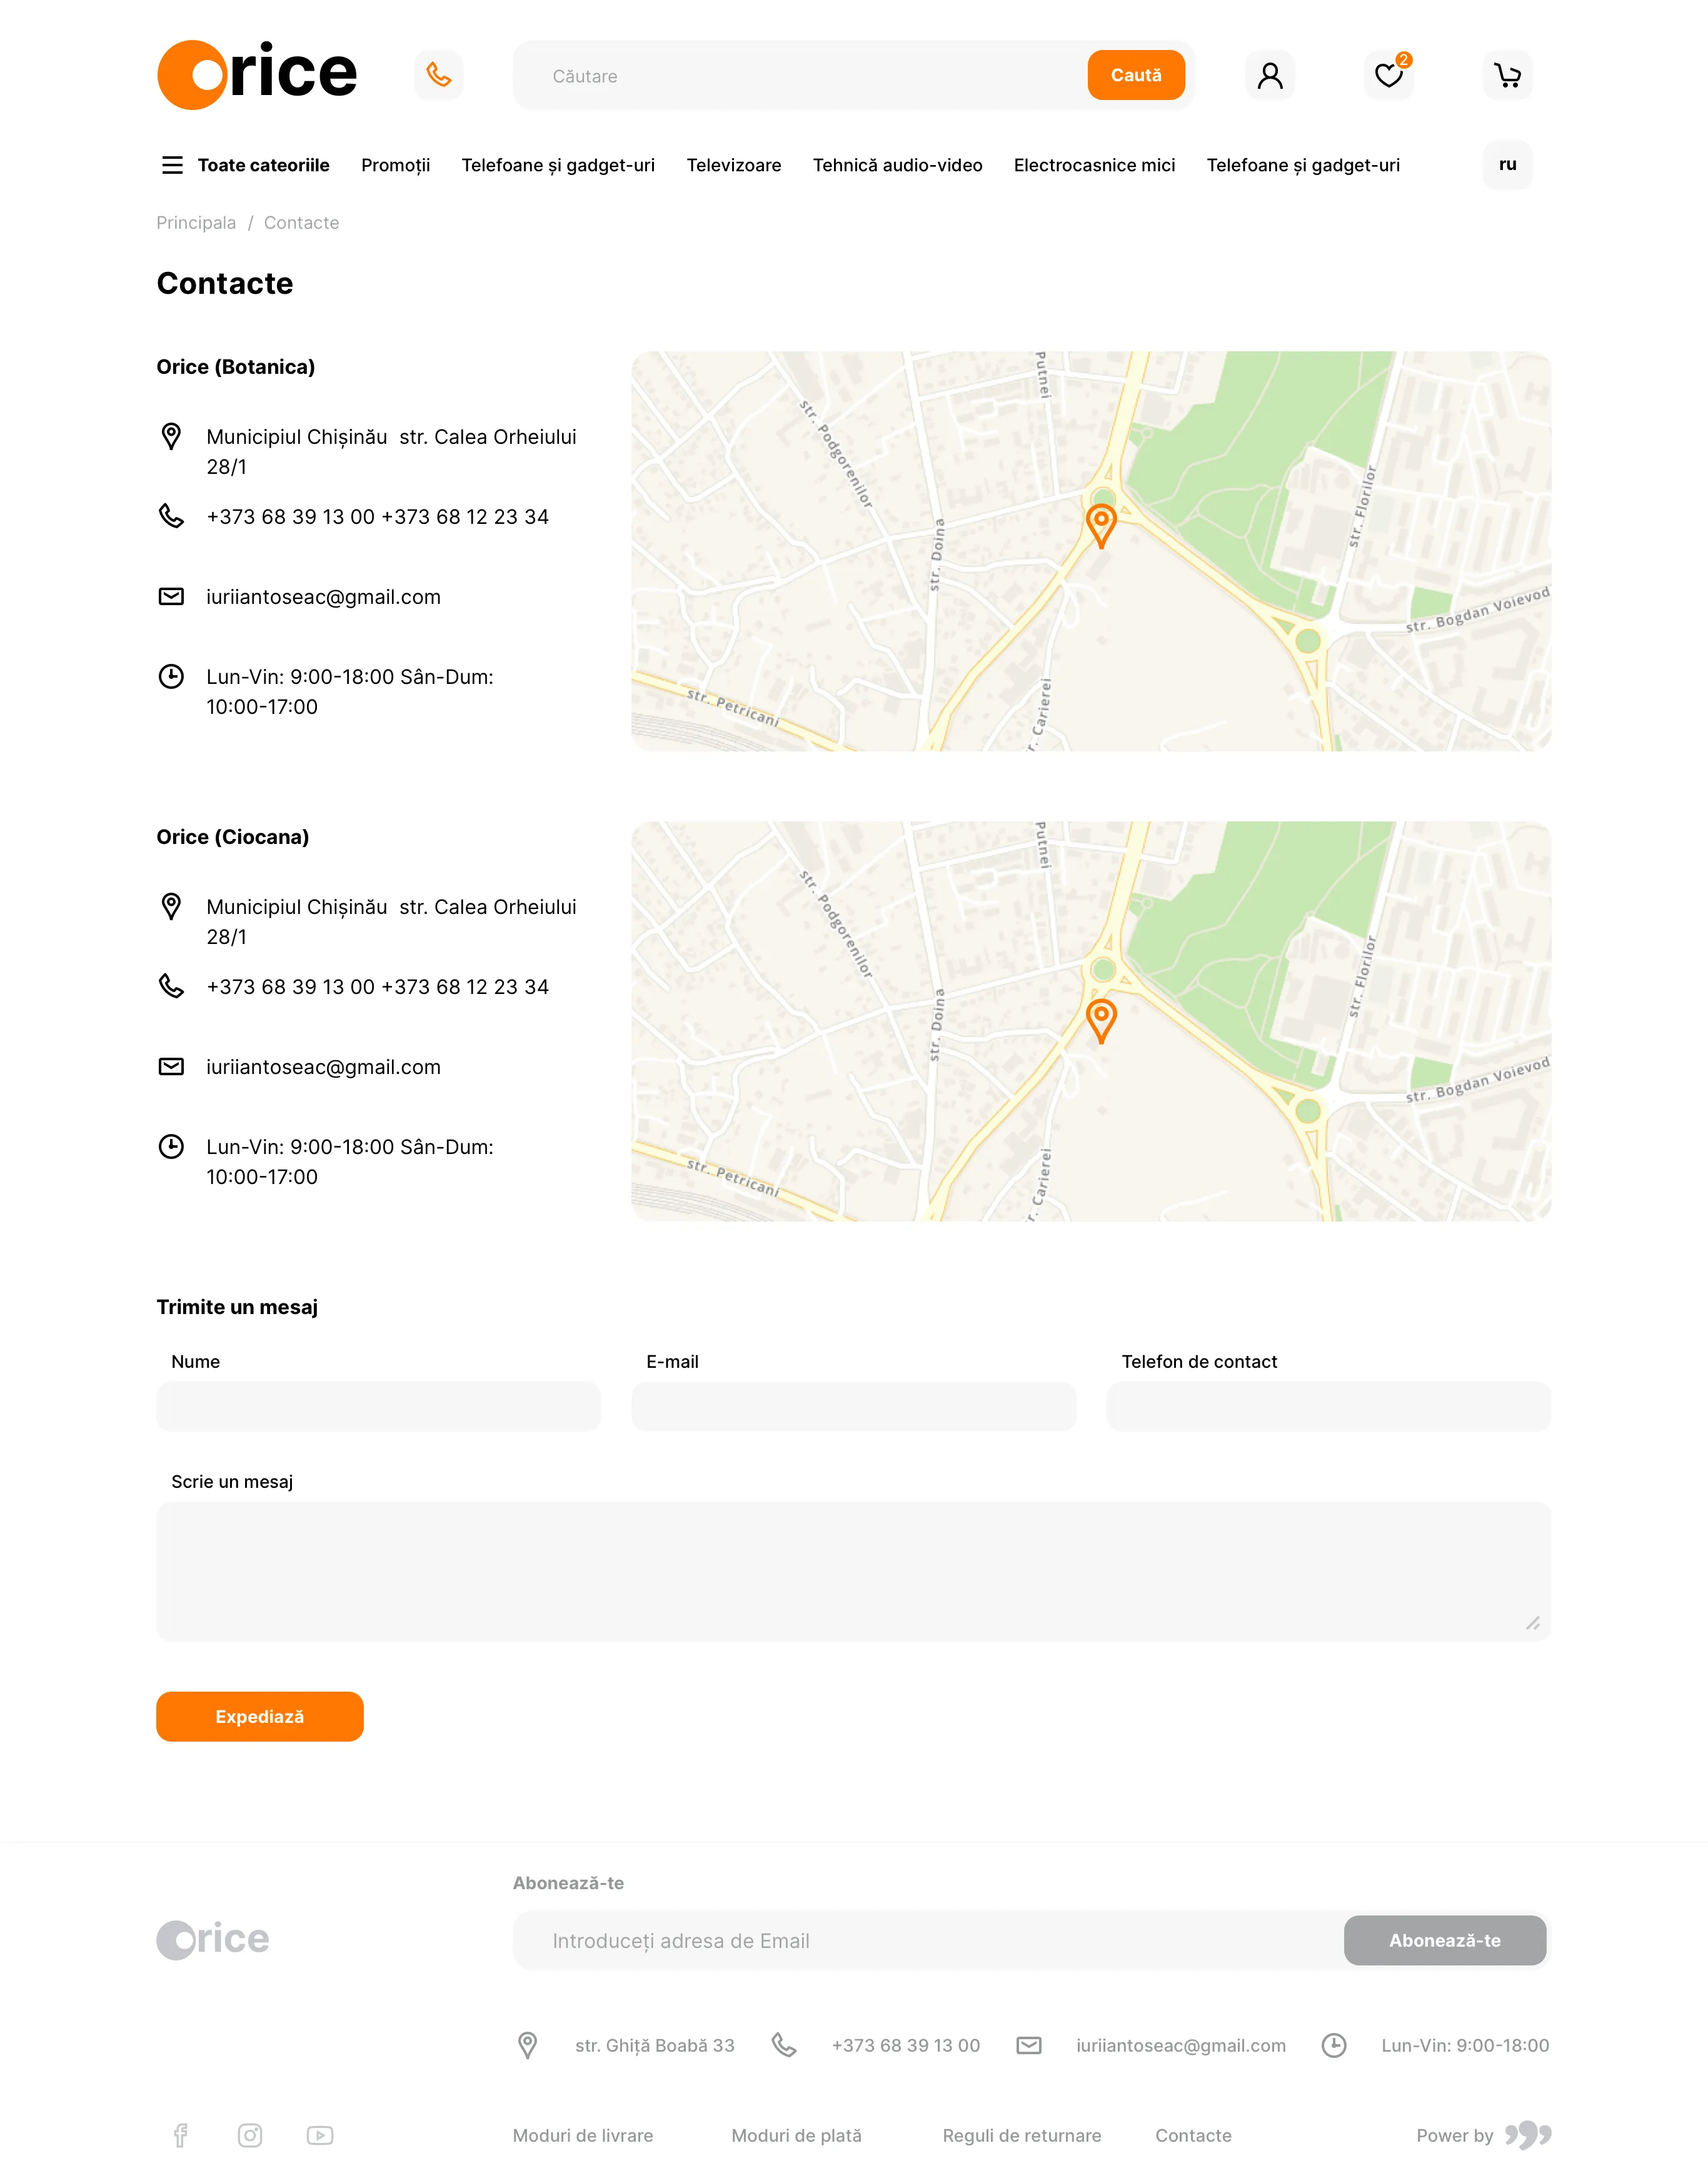 Orice
Căutare
Caută
2
Toate cateoriile
Promoții
Telefoane și gadget-uri
Televizoare
Tehnică audio-video
Electrocasnice mici
Telefoane și gadget-uri
ru
Principala / Contacte
Contacte
Orice (Botanica)
Municipiul Chișinău  str. Calea Orheiului
28/1
+373 68 39 13 00 +373 68 12 23 34
iuriiantoseac@gmail.com
Lun-Vin: 9:00-18:00 Sân-Dum:
10:00-17:00
Putnei
str. Podgorenilor
str. Doina
str. Florilor
str. Bogdan Voievod
str. Petricani
r. Carierei
Orice (Ciocana)
Municipiul Chișinău  str. Calea Orheiului
28/1
+373 68 39 13 00 +373 68 12 23 34
iuriiantoseac@gmail.com
Lun-Vin: 9:00-18:00 Sân-Dum:
10:00-17:00
Putnei
str. Podgorenilor
str. Doina
str. Florilor
str. Bogdan Voievod
str. Petricani
r. Carierei
Trimite un mesaj
Nume
E-mail
Telefon de contact
Scrie un mesaj
Expediază
Abonează-te
Orice
Introduceți adresa de Email
Abonează-te
str. Ghiță Boabă 33
+373 68 39 13 00
iuriiantoseac@gmail.com
Lun-Vin: 9:00-18:00
Moduri de livrare
Moduri de plată
Reguli de returnare
Contacte
Power by